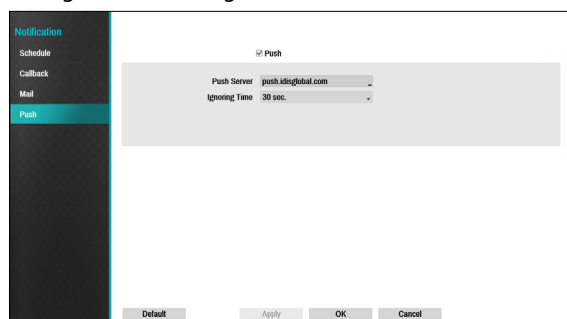 Notification
Schedule
Callback
Mail
Push
Push
Push Server push.idisglobal.com
Ignoring Time 30 sec.
Default Apply OK Cancel